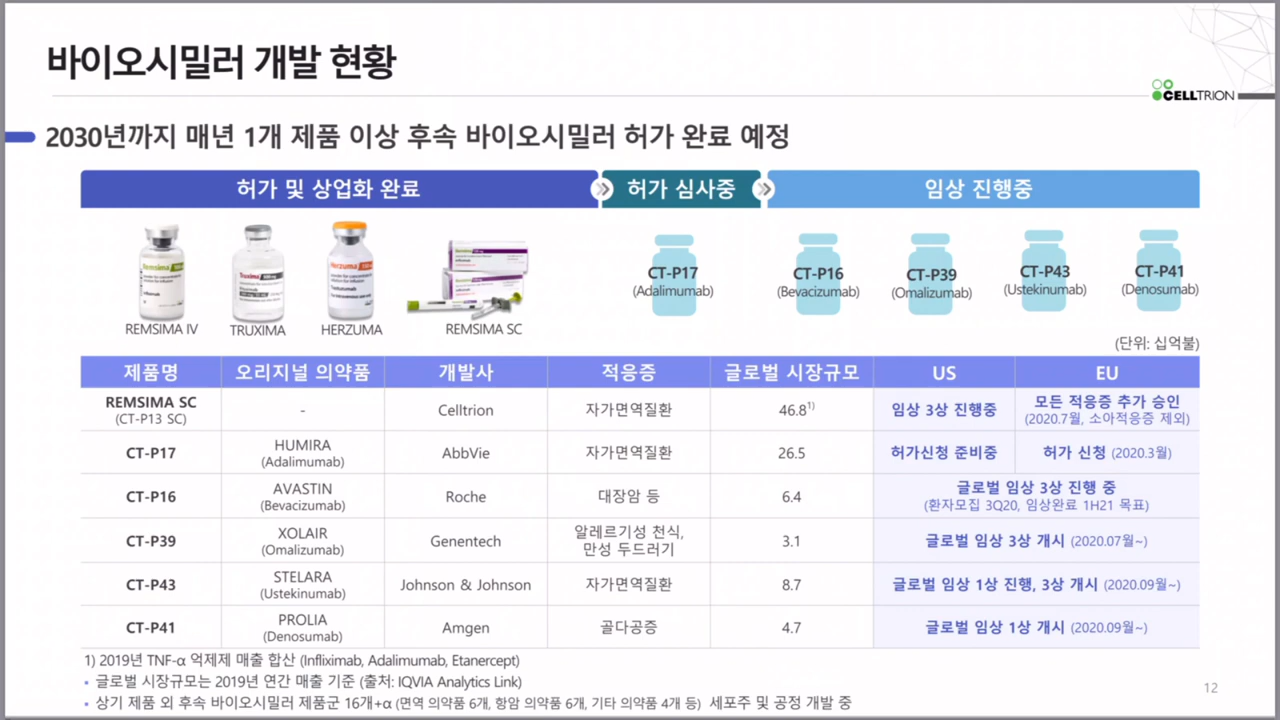 바이오시밀러 개발 현황
CELLTRION
2030년까지 매년 1개 제품 이상 후속 바이오시밀러 허가 완료 예정
허가 및 상업화 완료 허가 심사중 임상 진행중
Remsima
Truxima
Herzuma
CT-P17
(Adalimumab)
CT-P16
(Bevacizumab)
CT-P39
(Omalizumab)
CT-P43
(Ustekinumab)
CT-P41
(Denosumab)
REMSIMA IV TRUXIMA HERZUMA REMSIMA SC
(단위: 십억불)
제품명 오리지널 의약품 개발사 적응증 글로벌 시장규모 US EU
REMSIMA SC
(CT-P13 SC)
- Celltrion 자가면역질환 46.8¹⁾ 임상 3상 진행중
모든 적응증 추가 승인
(2020.7월, 소아적응증 제외)
CT-P17
HUMIRA
(Adalimumab)
AbbVie 자가면역질환 26.5 허가신청 준비중 허가 신청 (2020.3월)
CT-P16
AVASTIN
(Bevacizumab)
Roche 대장암 등 6.4
글로벌 임상 3상 진행 중
(환자모집 3Q20, 임상완료 1H21 목표)
CT-P39
XOLAIR
(Omalizumab)
Genentech
알레르기성 천식,
만성 두드러기
3.1 글로벌 임상 3상 개시 (2020.07월~)
CT-P43
STELARA
(Ustekinumab)
Johnson & Johnson 자가면역질환 8.7 글로벌 임상 1상 진행, 3상 개시 (2020.09월~)
CT-P41
PROLIA
(Denosumab)
Amgen 골다공증 4.7 글로벌 임상 1상 개시 (2020.09월~)
1) 2019년 TNF-α 억제제 매출 합산 (Infliximab, Adalimumab, Etanercept)
• 글로벌 시장규모는 2019년 연간 매출 기준 (출처: IQVIA Analytics Link)
• 상기 제품 외 후속 바이오시밀러 제품군 16개+α (면역 의약품 6개, 항암 의약품 6개, 기타 의약품 4개 등) 세포주 및 공정 개발 중
12